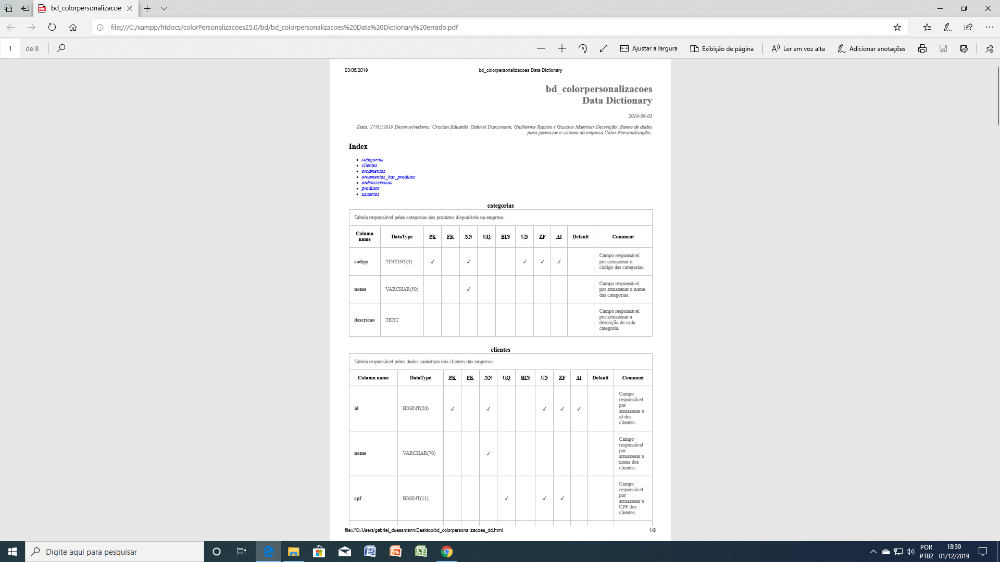 bd_colorpersonalizacoe
file:///C:/xampp/htdocs/colorPersonalizacoes25.0/bd/bd_colorpersonalizacoes%20Data%20Dictionary%20errado.pdf
1 de 8 Ajustar à largura Exibição de página Ler em voz alta Adicionar anotações
03/06/2019 bd_colorpersonalizacoes Data Dictionary
bd_colorpersonalizacoes
Data Dictionary
2019-06-03
Data: 27/05/2019 Desenvolvedores: Cristian Eduardo, Gabriel Duessmann, Guilherme Razzini e Gustavo Maertner Descrição: Banco de dados
para gerenciar o sistema da empresa Color Personalizações.
Index
• categorias
• clientes
• orcamentos
• orcamentos_has_produtos
• ordensservicos
• produtos
• usuarios
categorias
Tabela responsável pelas categorias dos produtos disponíveis na empresa.
Column
name DataType PK FK NN UQ BIN UN ZF AI Default Comment
codigo TINYINT(3) ✓ ✓ ✓ ✓ ✓ Campo responsável
por armazenar o
código das categorias.
nome VARCHAR(50) ✓ Campo responsável
por armazenar o nome
das categorias.
descricao TEXT Campo responsável
por armazenar a
descrição de cada
categoria.
clientes
Tabela responsável pelos dados cadastrais dos clientes das empresas.
Column name DataType PK FK NN UQ BIN UN ZF AI Default Comment
id BIGINT(20) ✓ ✓ ✓ ✓ ✓ Campo
responsável
por
armazenar o
id dos
clientes.
nome VARCHAR(70) ✓ Campo
responsável
por
armazenar o
nome dos
clientes.
cpf BIGINT(11) ✓ ✓ ✓ Campo
responsável
por
armazenar o
CPF dos
clientes.
file:///C:/Users/gabriel_duessmann/Desktop/bd_colorpersonalizacoes_dd.html 1/8
Digite aqui para pesquisar
POR
PTB2
18:39
01/12/2019